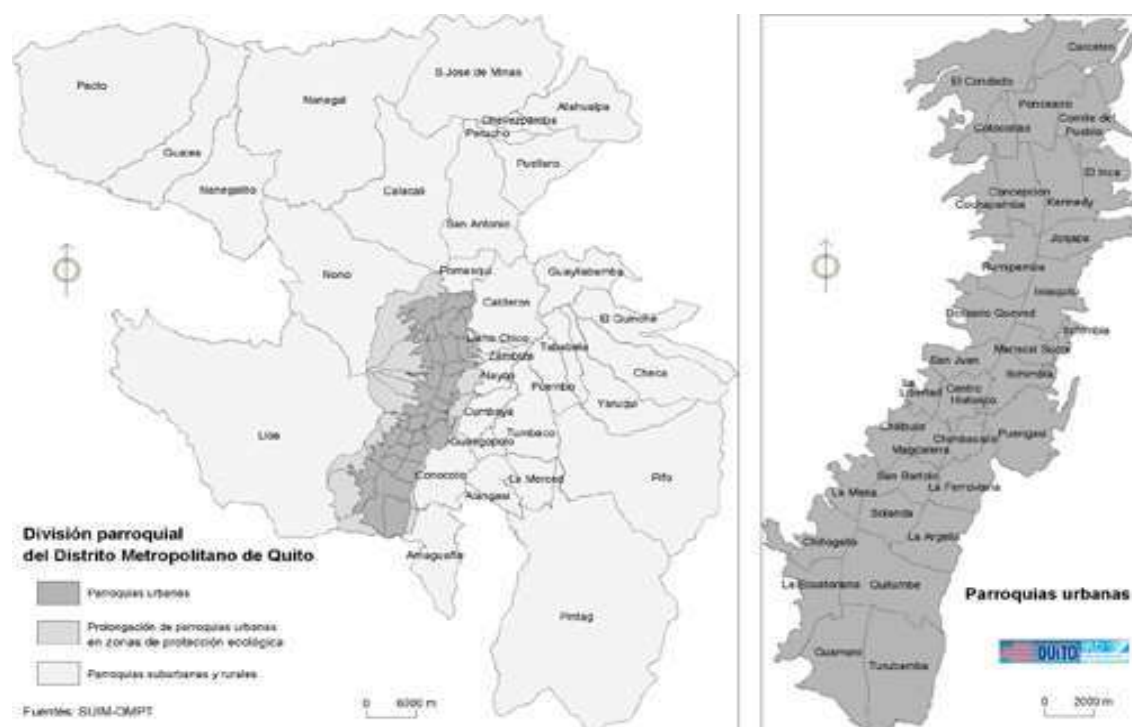 Pacto
Nanegal
S.Jose de Minas
Atahualpa
Chavezpamba
Perucho
Puellaro
Gualea
Nanegalito
Calacali
San Antonio
Nono
Pomasqui
Guayllabamba
Calderon
El Quinche
Llano Chico
Tababela
Zambiza
Checa
Nayon
Puembo
Yaruqui
Cumbaya
Lloa
Guangopolo
Tumbaco
Conocoto
La Merced
Pifo
Alangasi
Amaguaña
Pintag
División parroquial
del Distrito Metropolitano de Quito
Parroquias urbanas
Prolongación de parroquias urbanas
en zonas de protección ecológica
Parroquias suburbanas y rurales
Fuentes: SUIM-DMPT
0 6000 m
Carcelen
El Condado
Ponceano
Cotocollao
Comite del
Pueblo
El Inca
Concepcion
Cochapamba
Kennedy
Jipijapa
Rumipamba
Iñaquito
Belisario Quevedo
Itchimbia
Mariscal Sucre
San Juan
Itchimbia
La
Libertad
Centro
Historico
Chilibulo
Chimbacalle
Puengasi
Magdalena
San Bartolo
La Mena
La Ferroviaria
Solanda
La Argelia
Chillogallo
La Ecuatoriana
Quitumbe
Parroquias urbanas
Guamani
Turubamba
QUITO
0 2000 m